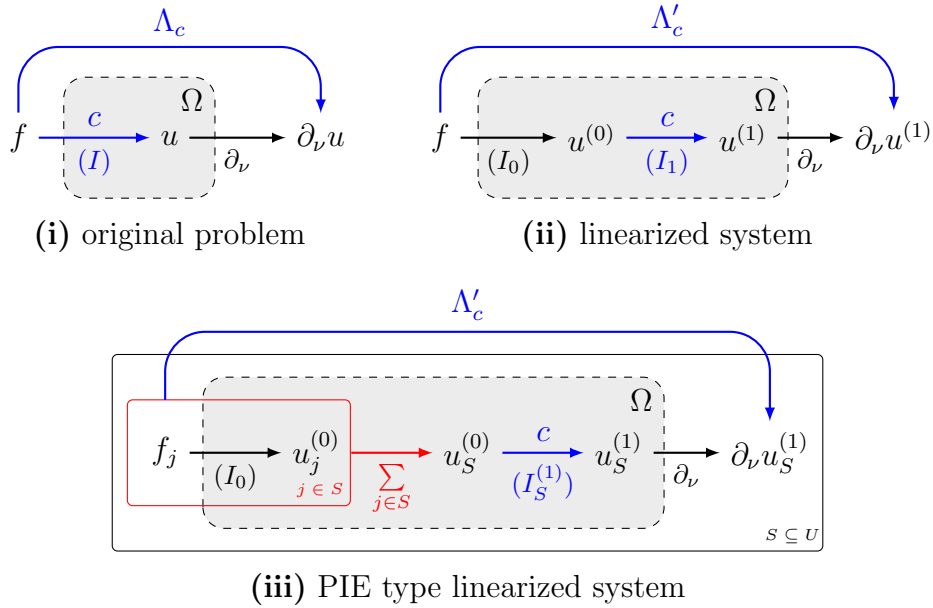 Λ_c
f c (I) u Ω ∂_ν ∂_ν u
(i) original problem
Λ'_c
f (I_0) u^{(0)} c (I_1) u^{(1)} Ω ∂_ν ∂_ν u^{(1)}
(ii) linearized system
Λ'_c
f_j (I_0) u_j^{(0)} j ∈ S ∑_{j∈S} u_S^{(0)} c (I_S^{(1)}) u_S^{(1)} Ω ∂_ν ∂_ν u_S^{(1)}
S ⊆ U
(iii) PIE type linearized system